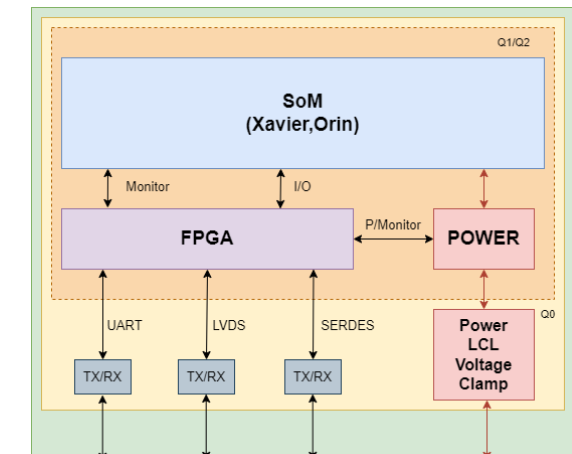 Q1/Q2
SoM
(Xavier,Orin)
Monitor
I/O
FPGA
P/Monitor
POWER
UART
LVDS
SERDES
Q0
Power
LCL
Voltage
Clamp
TX/RX
TX/RX
TX/RX